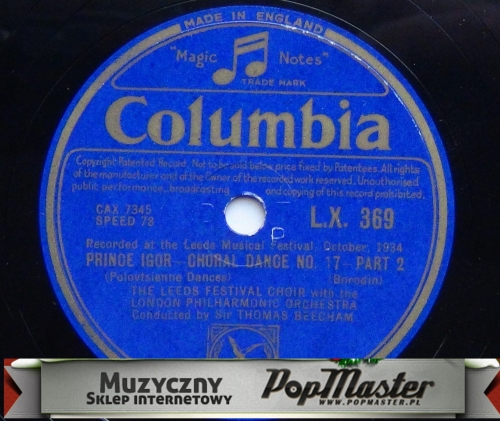 MADE IN ENGLAND
"Magic Notes"
TRADE MARK
Columbia
Copyright Patented Record. Not to be sold below price fixed by Patentees. All rights
of the manufacturer and of the Owner of the recorded work reserved. Unauthorised
public performance, broadcasting and copying of this record prohibited.
CAX 7345
SPEED 78
L.X. 369
P
Recorded at the Leeds Musical Festival, October, 1934
PRINCE IGOR - CHORAL DANCE NO. 17 - PART 2
(Polovtsienne Dances) (Borodin)
THE LEEDS FESTIVAL CHOIR with the
LONDON PHILHARMONIC ORCHESTRA
Conducted by Sir THOMAS BEECHAM
MUZYCZNY
SKLEP INTERNETOWY
POPMASTER
WWW.POPMASTER.PL